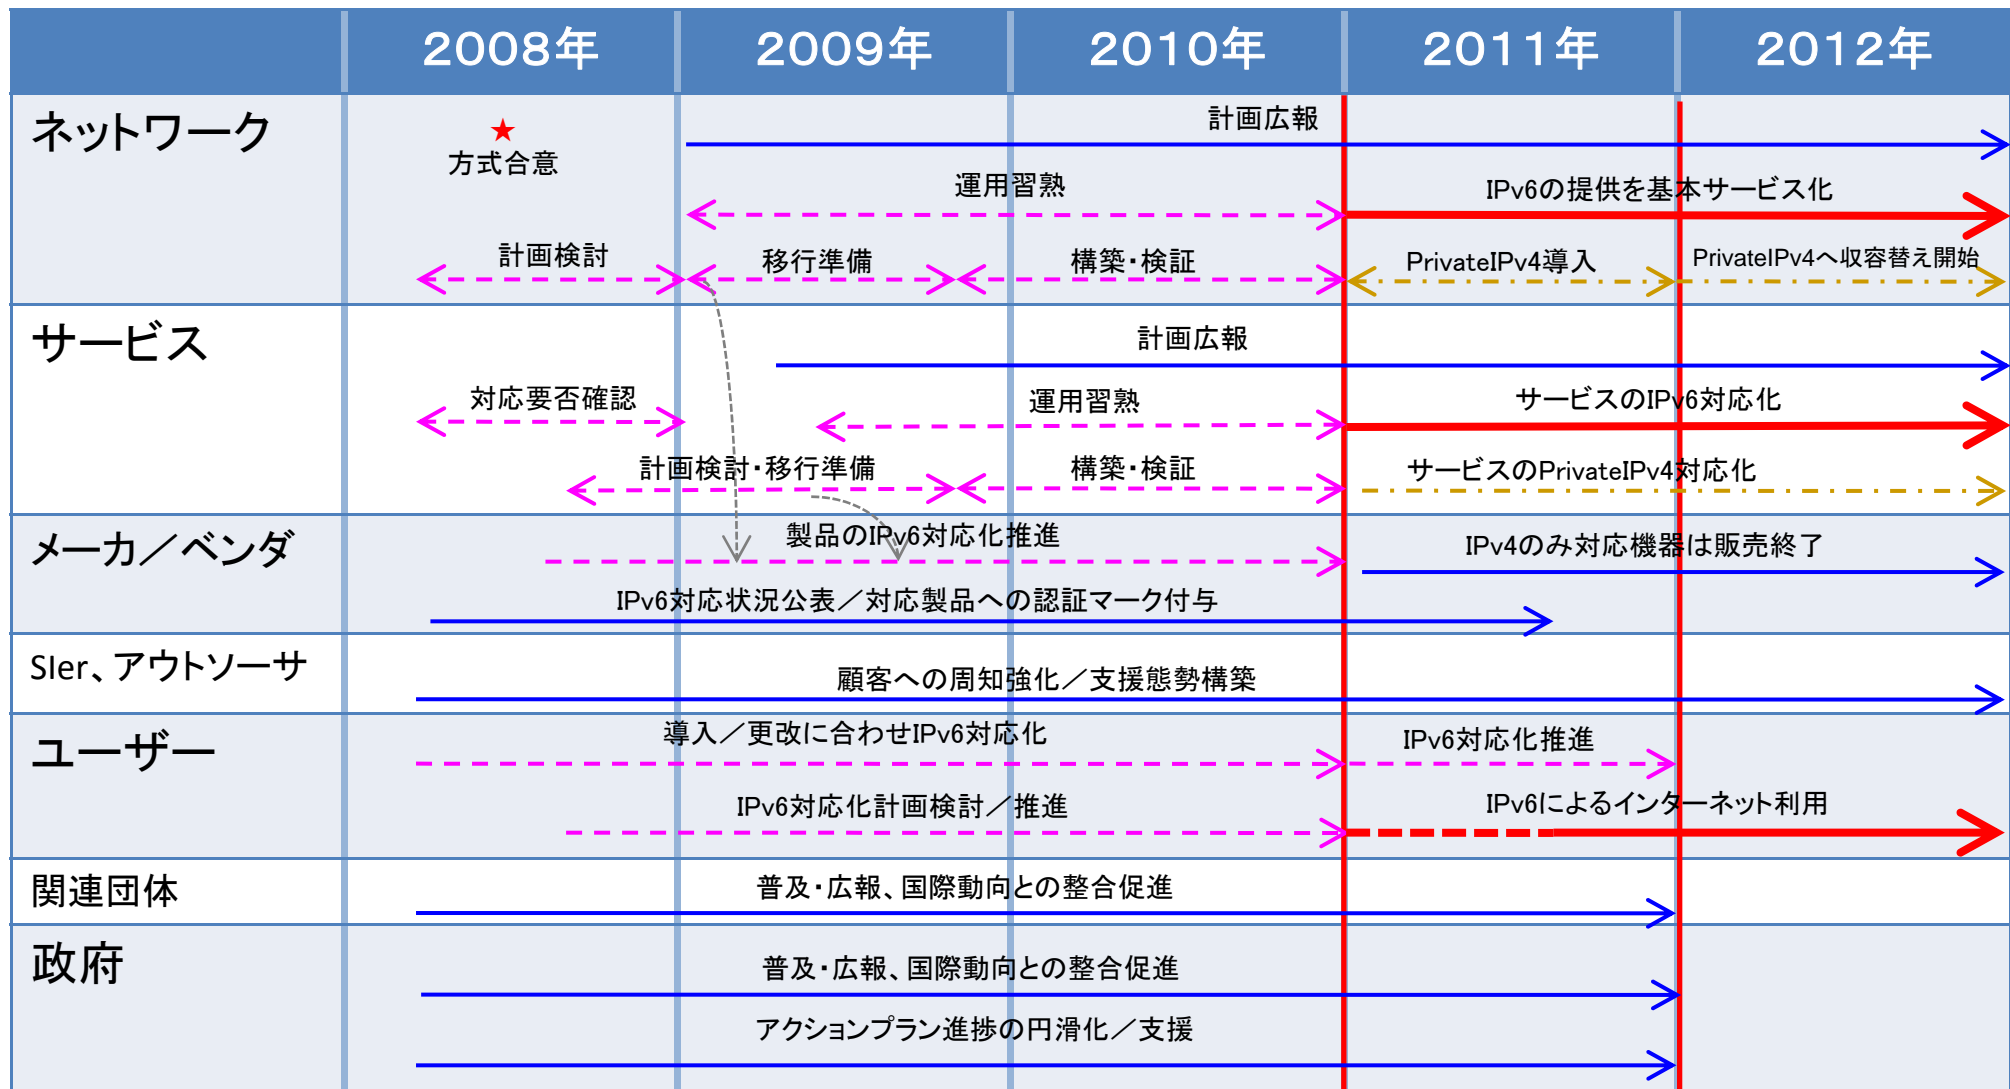 2008年 2009年 2010年 2011年 2012年
ネットワーク
★
方式合意
計画広報
運用習熟
IPv6の提供を基本サービス化
計画検討
移行準備
構築・検証
PrivateIPv4導入
PrivateIPv4へ収容替え開始
サービス
計画広報
対応要否確認
運用習熟
サービスのIPv6対応化
計画検討・移行準備
構築・検証
サービスのPrivateIPv4対応化
メーカ／ベンダ
製品のIPv6対応化推進
IPv4のみ対応機器は販売終了
IPv6対応状況公表／対応製品への認証マーク付与
SIer、アウトソーサ
顧客への周知強化／支援態勢構築
ユーザー
導入／更改に合わせIPv6対応化
IPv6対応化推進
IPv6対応化計画検討／推進
IPv6によるインターネット利用
関連団体
普及・広報、国際動向との整合促進
政府
普及・広報、国際動向との整合促進
アクションプラン進捗の円滑化／支援